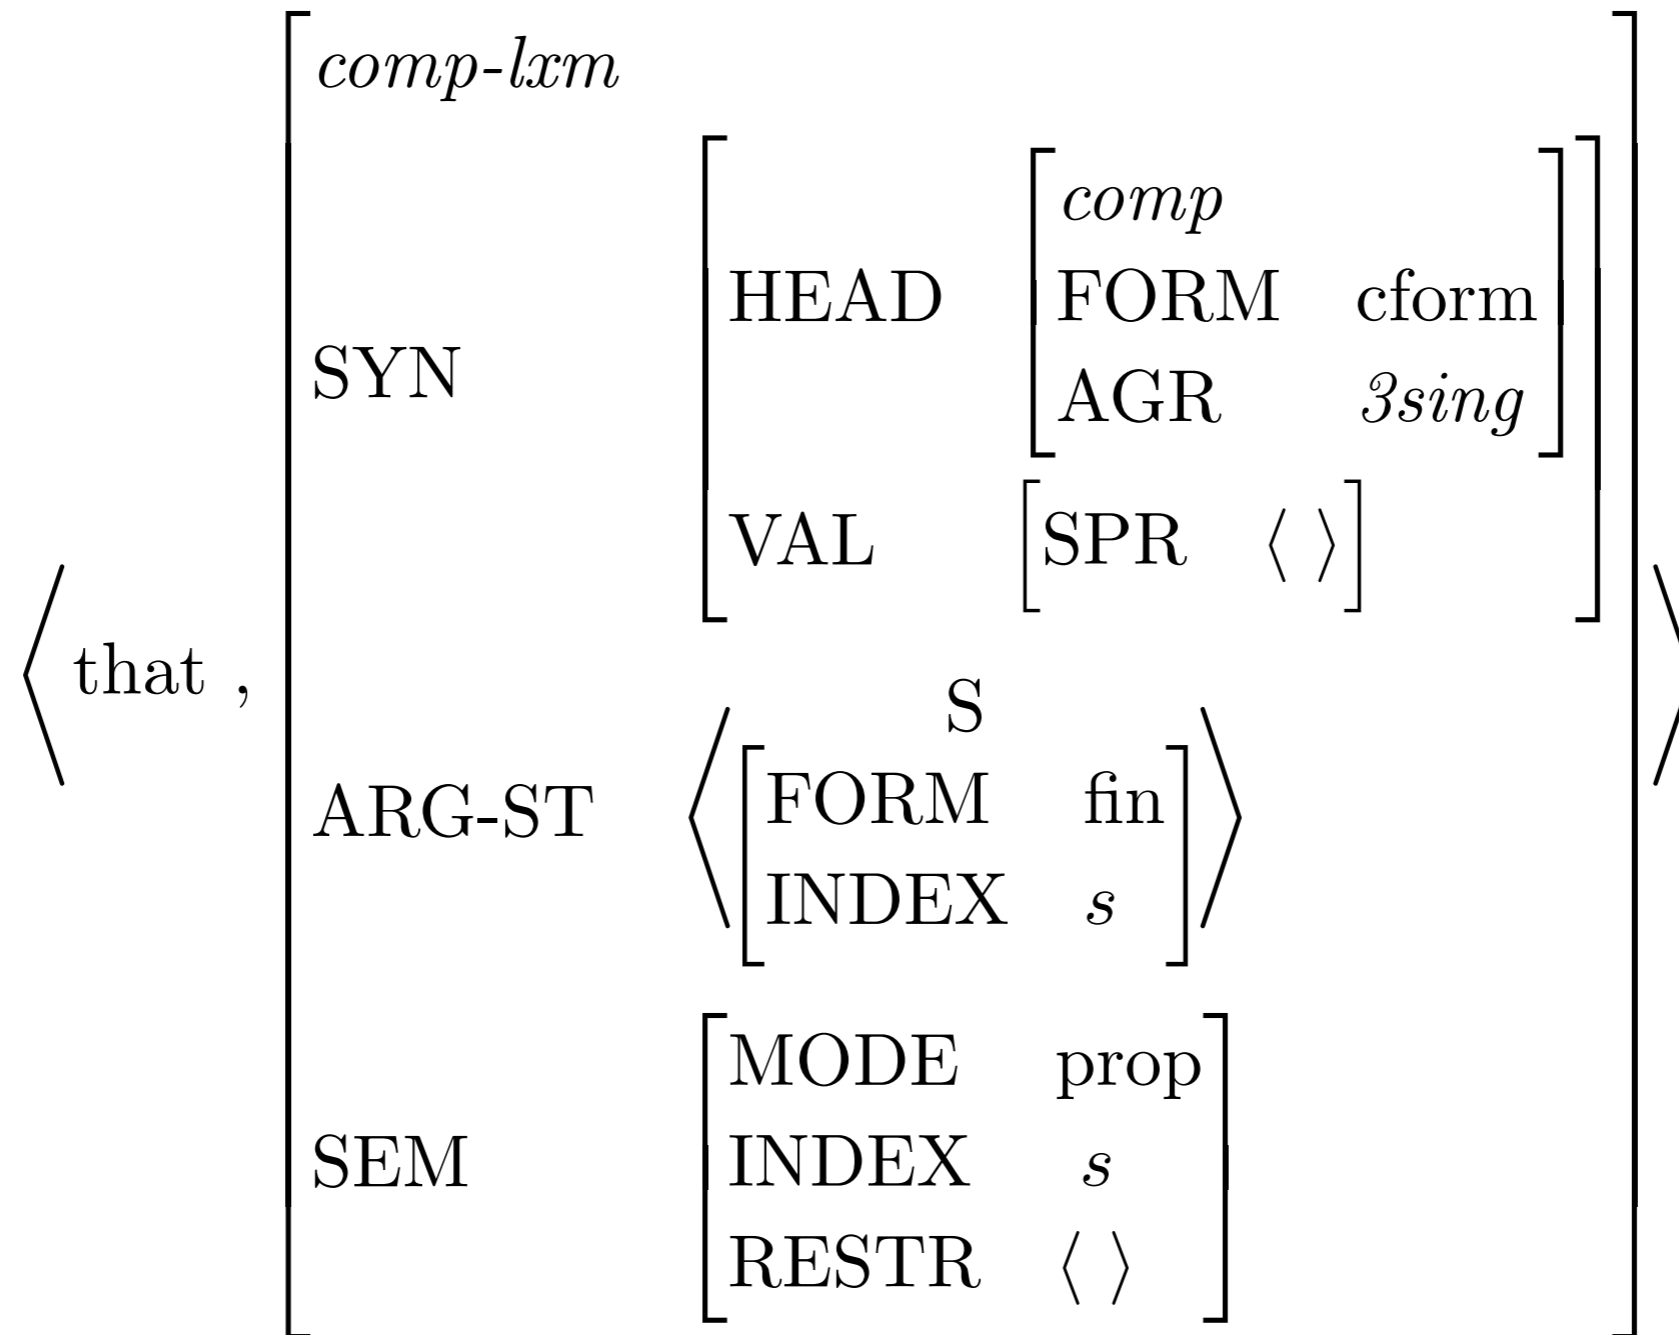 comp-lxm
comp
HEAD FORM cform
SYN AGR 3sing
VAL [SPR ⟨ ⟩]
⟨that ,
S
ARG-ST ⟨[FORM fin
INDEX s]⟩
MODE prop
SEM INDEX s
RESTR ⟨ ⟩